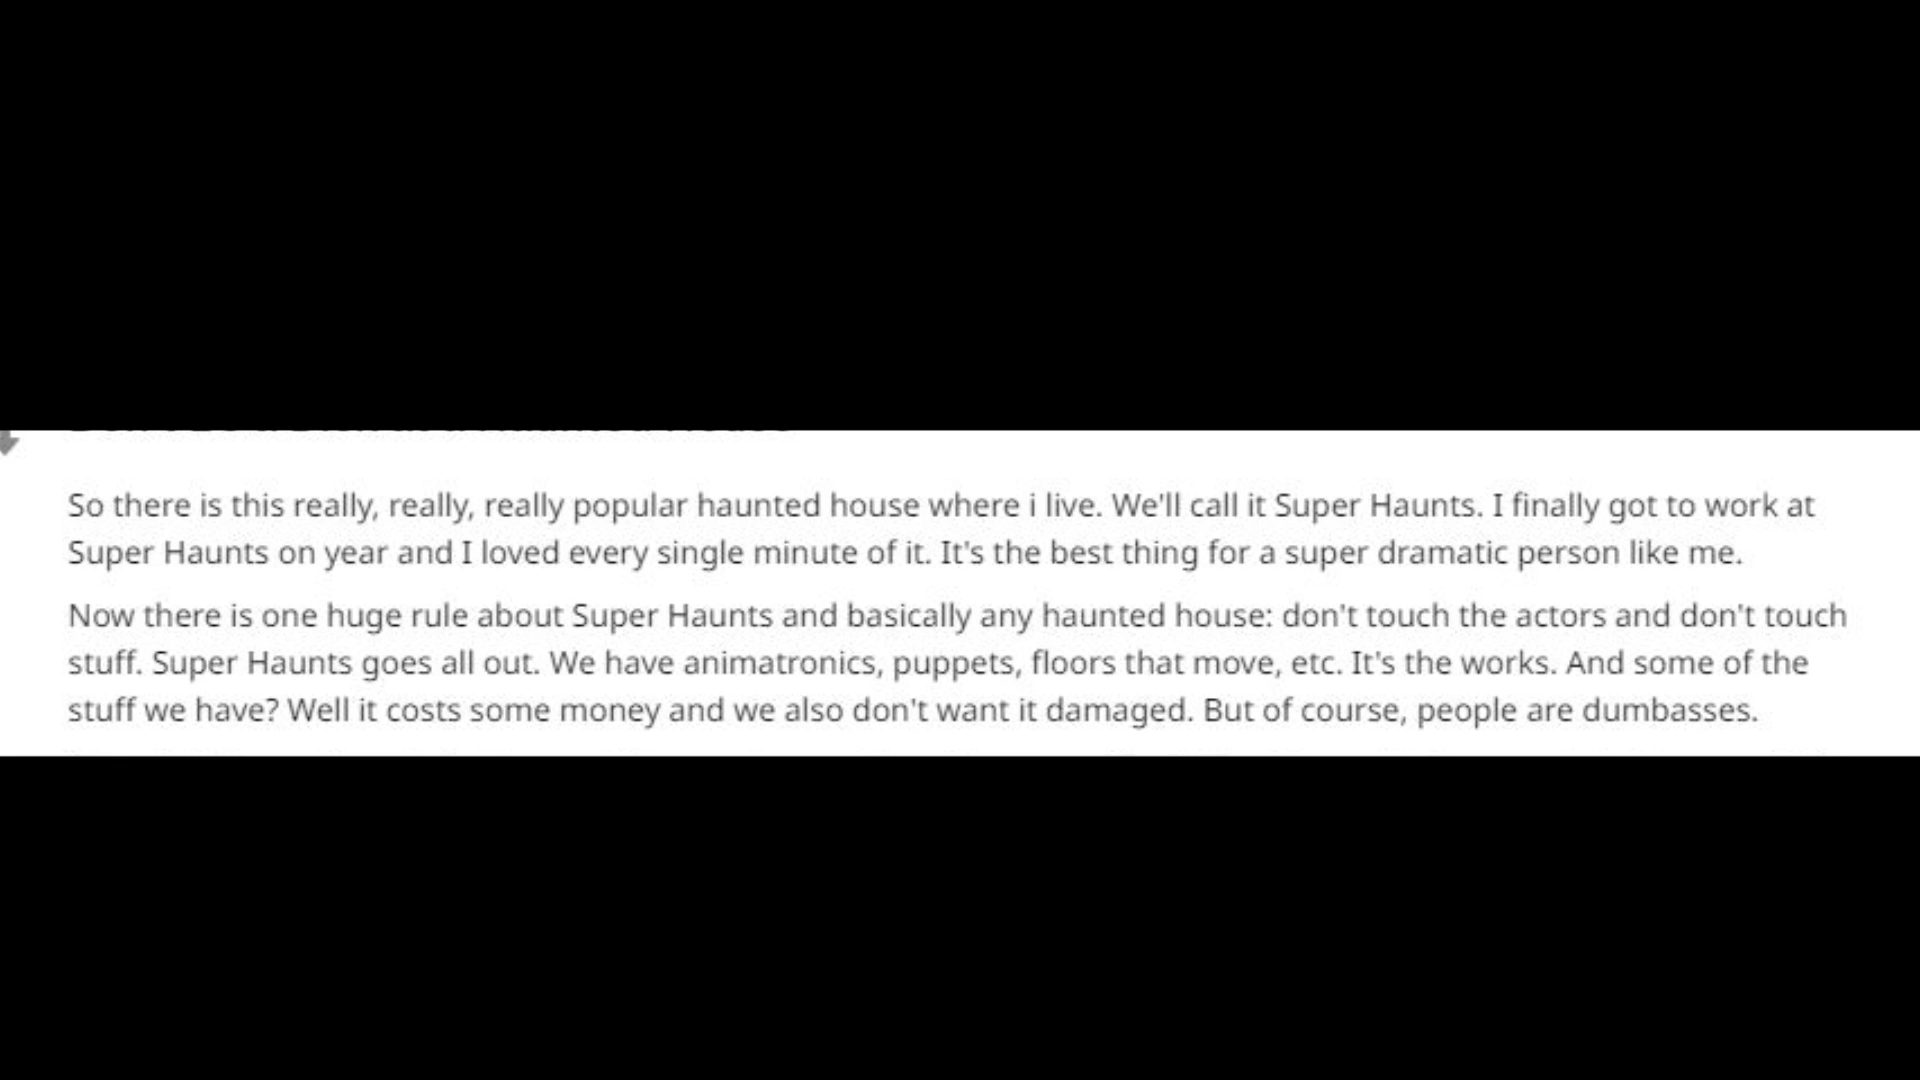 So there is this really, really, really popular haunted house where i live. We'll call it Super Haunts. I finally got to work at
Super Haunts on year and I loved every single minute of it. It's the best thing for a super dramatic person like me.
Now there is one huge rule about Super Haunts and basically any haunted house: don't touch the actors and don't touch
stuff. Super Haunts goes all out. We have animatronics, puppets, floors that move, etc. It's the works. And some of the
stuff we have? Well it costs some money and we also don't want it damaged. But of course, people are dumbasses.